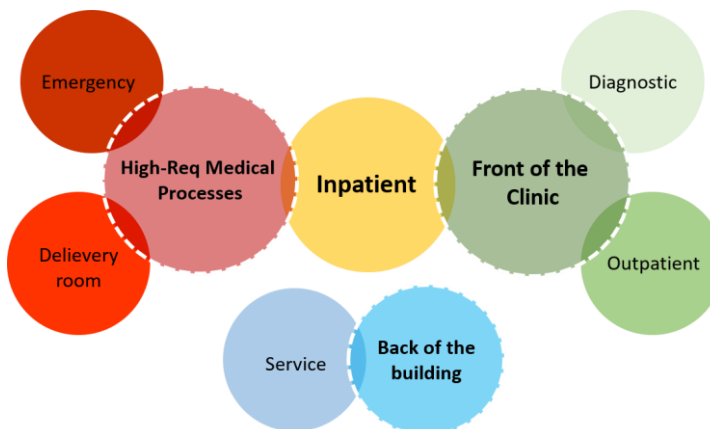 Emergency
Diagnostic
High-Req Medical
Processes
Inpatient
Front of the
Clinic
Delievery
room
Outpatient
Service
Back of the
building